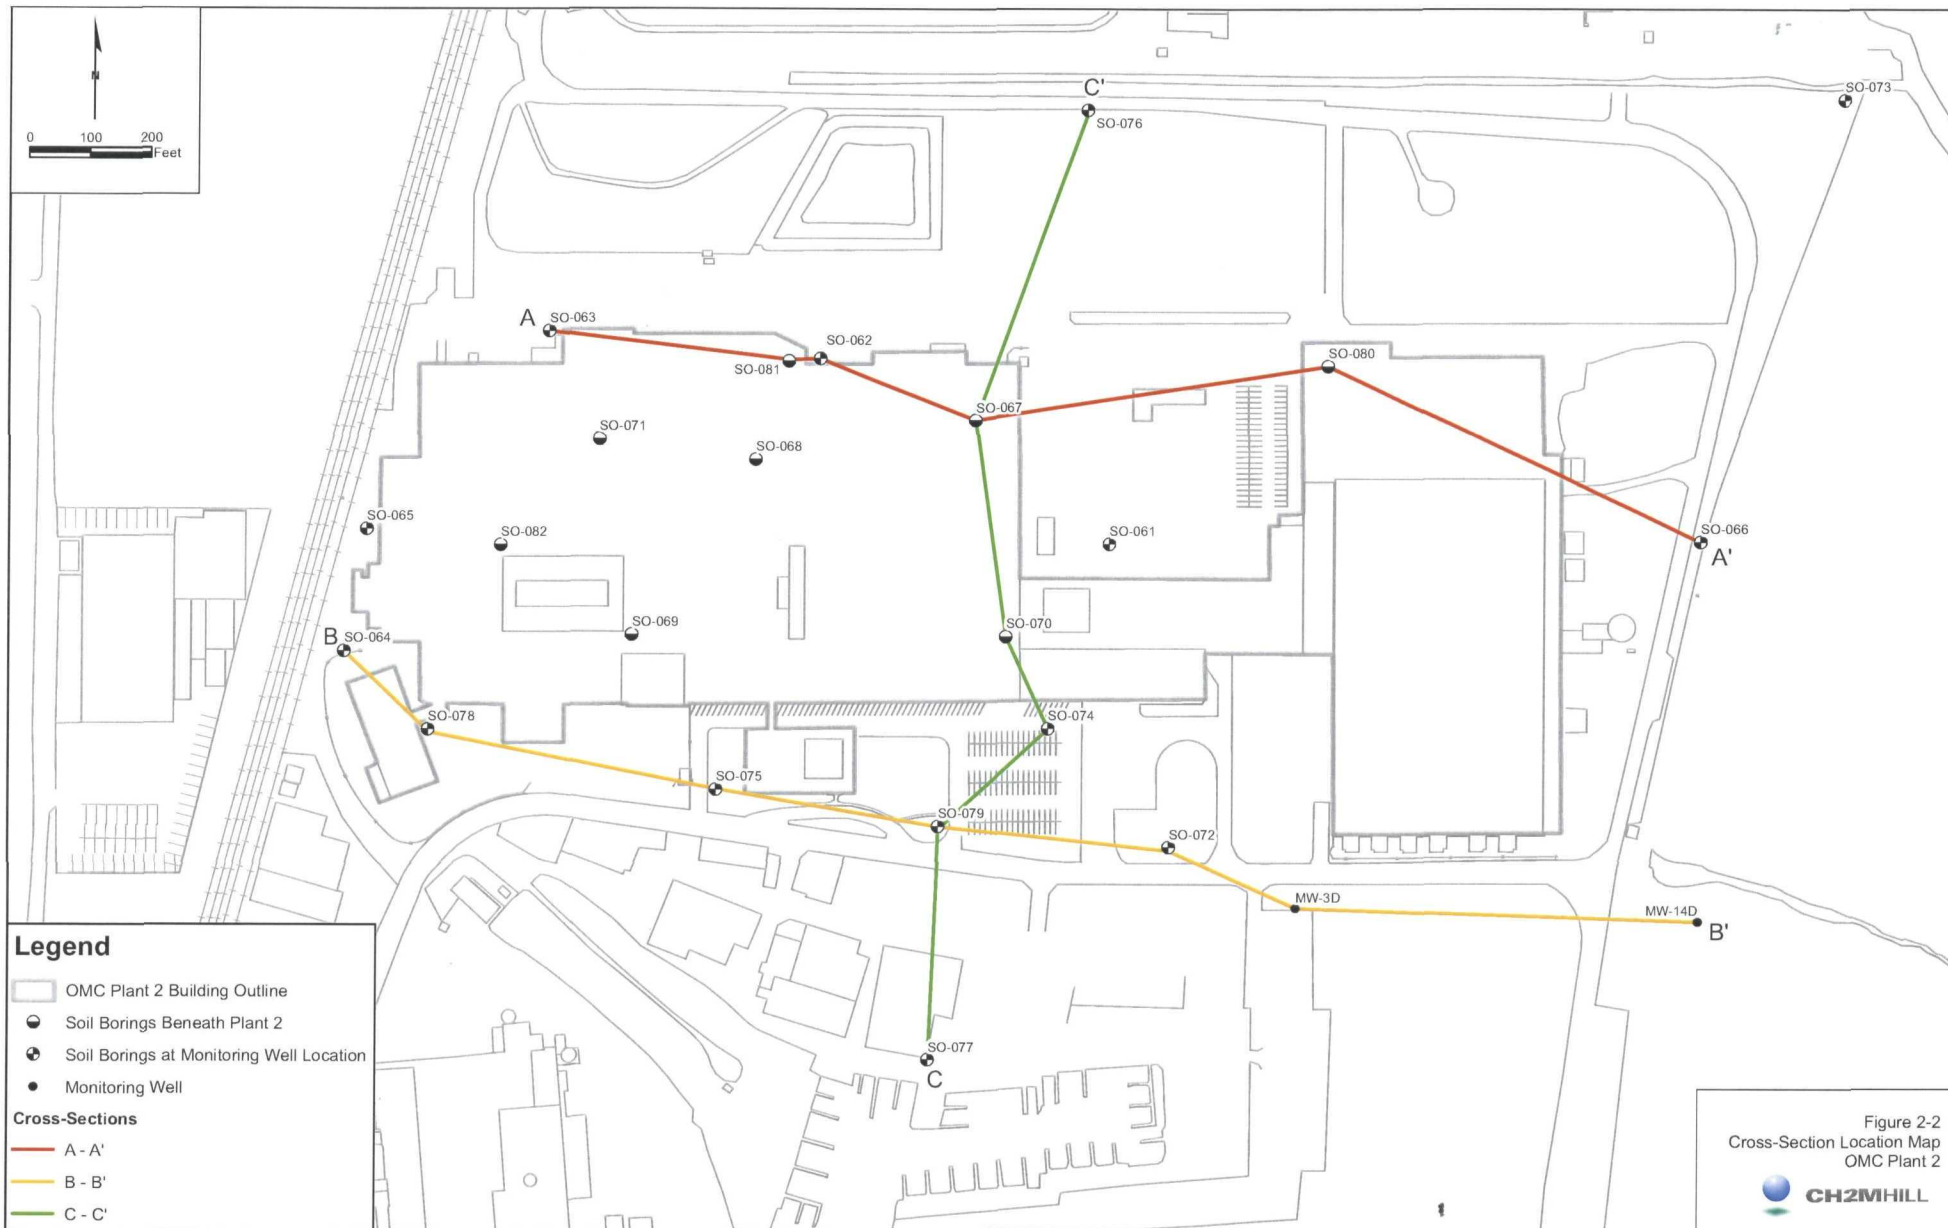 N
0 100 200
Feet
C'
SO-076
SO-073
A
SO-063
SO-062
SO-081
SO-080
SO-067
SO-071
SO-068
SO-065
SO-082
SO-061
SO-066
A'
SO-069
SO-070
B
SO-064
SO-078
SO-074
SO-075
SO-079
SO-072
MW-3D
MW-14D
B'
SO-077
C
Legend
OMC Plant 2 Building Outline
Soil Borings Beneath Plant 2
Soil Borings at Monitoring Well Location
Monitoring Well
Cross-Sections
A - A'
B - B'
C - C'
Figure 2-2
Cross-Section Location Map
OMC Plant 2
CH2MHILL